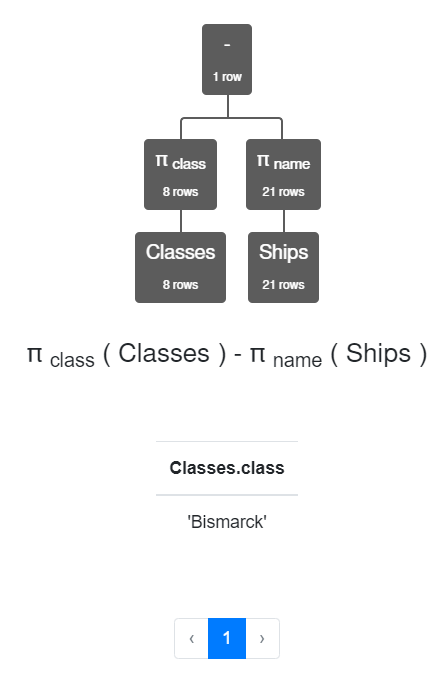 -
1 row
π class
8 rows
π name
21 rows
Classes
8 rows
Ships
21 rows
π class ( Classes ) - π name ( Ships )
Classes.class
'Bismarck'
‹ 1 ›